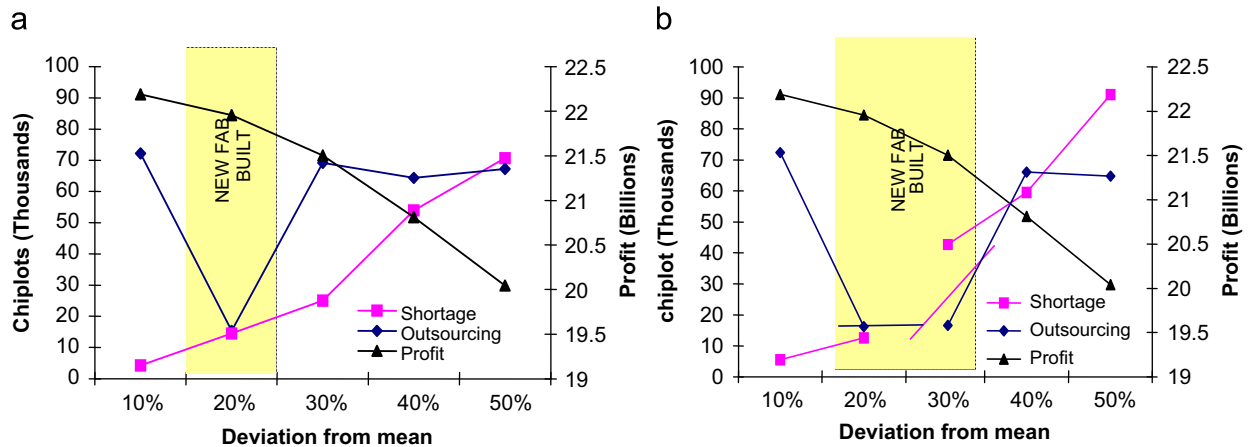 a
100
90
80
70
60
50
40
30
20
10
0
Chiplots (Thousands)
22.5
22
21.5
21
20.5
20
19.5
19
Profit (Billions)
NEW FAB
BUILT
Shortage
Outsourcing
Profit
10% 20% 30% 40% 50%
Deviation from mean
b
100
90
80
70
60
50
40
30
20
10
0
chiplot (Thousands)
22.5
22
21.5
21
20.5
20
19.5
19
Profit (Billions)
NEW FAB
BUILT
Shortage
Outsourcing
Profit
10% 20% 30% 40% 50%
Deviation from mean